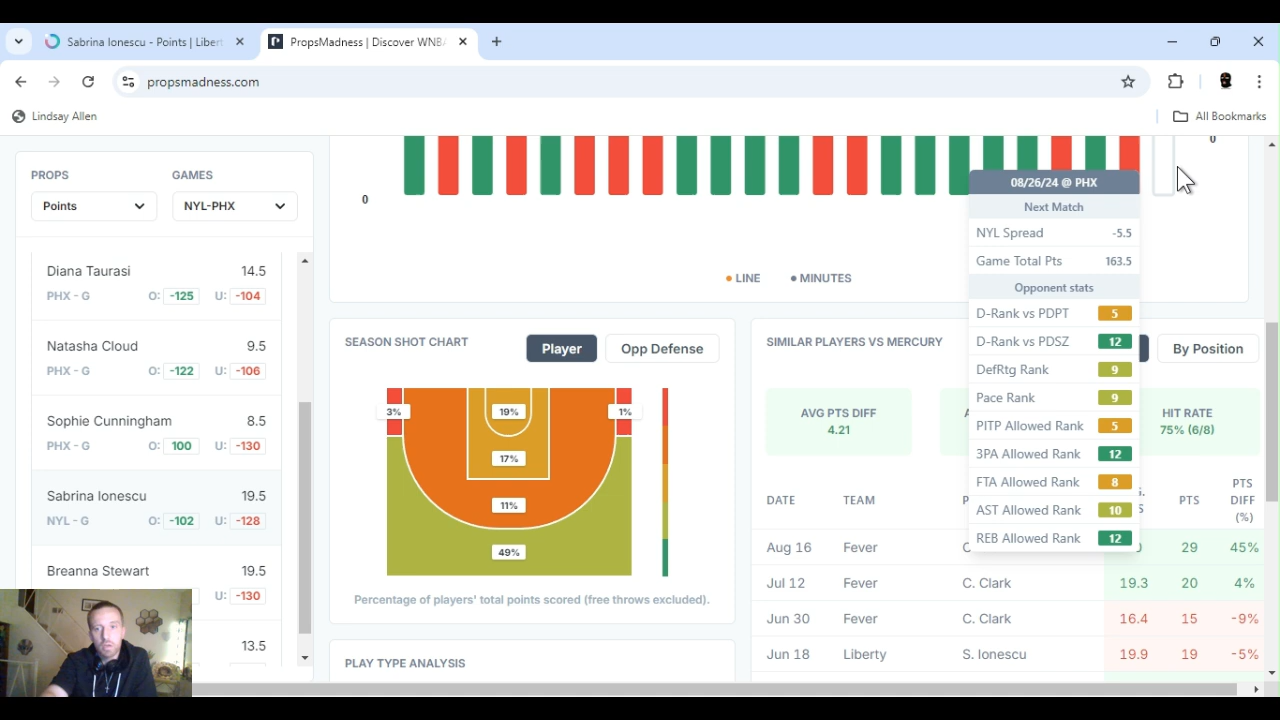 Sabrina Ionescu - Points | Libert
PropsMadness | Discover WNBA
propsmadness.com
Lindsay Allen
All Bookmarks
PROPS
GAMES
Points
NYL-PHX
Diana Taurasi 14.5
PHX - G O: -125 U: -104
Natasha Cloud 9.5
PHX - G O: -122 U: -106
Sophie Cunningham 8.5
PHX - G O: 100 U: -130
Sabrina Ionescu 19.5
NYL - G O: -102 U: -128
Breanna Stewart 19.5
U: -130
13.5
0
0
LINE
MINUTES
SEASON SHOT CHART
Player
Opp Defense
3%
19%
1%
17%
11%
49%
Percentage of players' total points scored (free throws excluded).
PLAY TYPE ANALYSIS
SIMILAR PLAYERS VS MERCURY
By Position
AVG PTS DIFF
4.21
HIT RATE
75% (6/8)
DATE TEAM PTS PTS DIFF (%)
Aug 16 Fever 29 45%
Jul 12 Fever C. Clark 19.3 20 4%
Jun 30 Fever C. Clark 16.4 15 -9%
Jun 18 Liberty S. Ionescu 19.9 19 -5%
08/26/24 @ PHX
Next Match
NYL Spread -5.5
Game Total Pts 163.5
Opponent stats
D-Rank vs PDPT 5
D-Rank vs PDSZ 12
DefRtg Rank 9
Pace Rank 9
PITP Allowed Rank 5
3PA Allowed Rank 12
FTA Allowed Rank 8
AST Allowed Rank 10
REB Allowed Rank 12